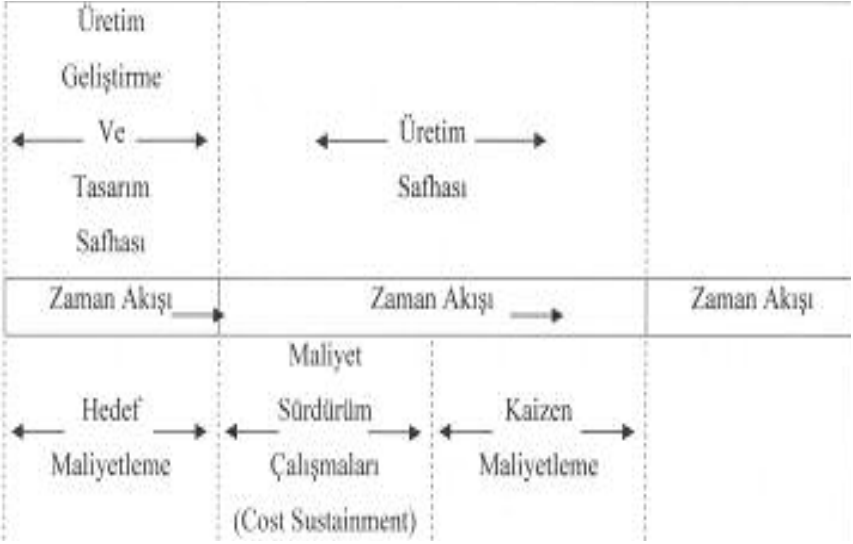 Üretim
Geliştirme
Ve
Tasarım
Safhası
Üretim
Safhası
Zaman Akışı
Zaman Akışı
Zaman Akışı
Hedef
Maliyetleme
Maliyet
Sürdürüm
Çalışmaları
(Cost Sustainment)
Kaizen
Maliyetleme